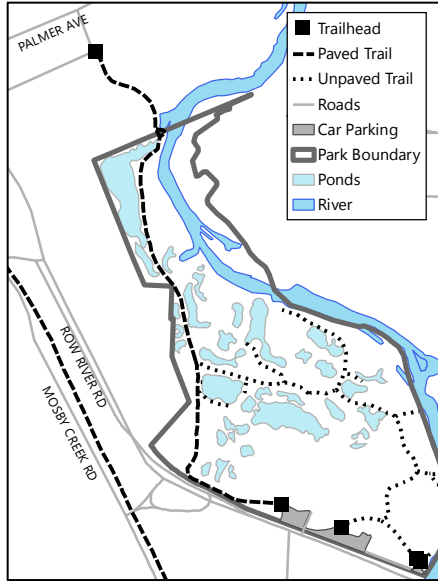 PALMER AVE
Trailhead
Paved Trail
Unpaved Trail
Roads
Car Parking
Park Boundary
Ponds
River
ROW RIVER RD
MOSBY CREEK RD